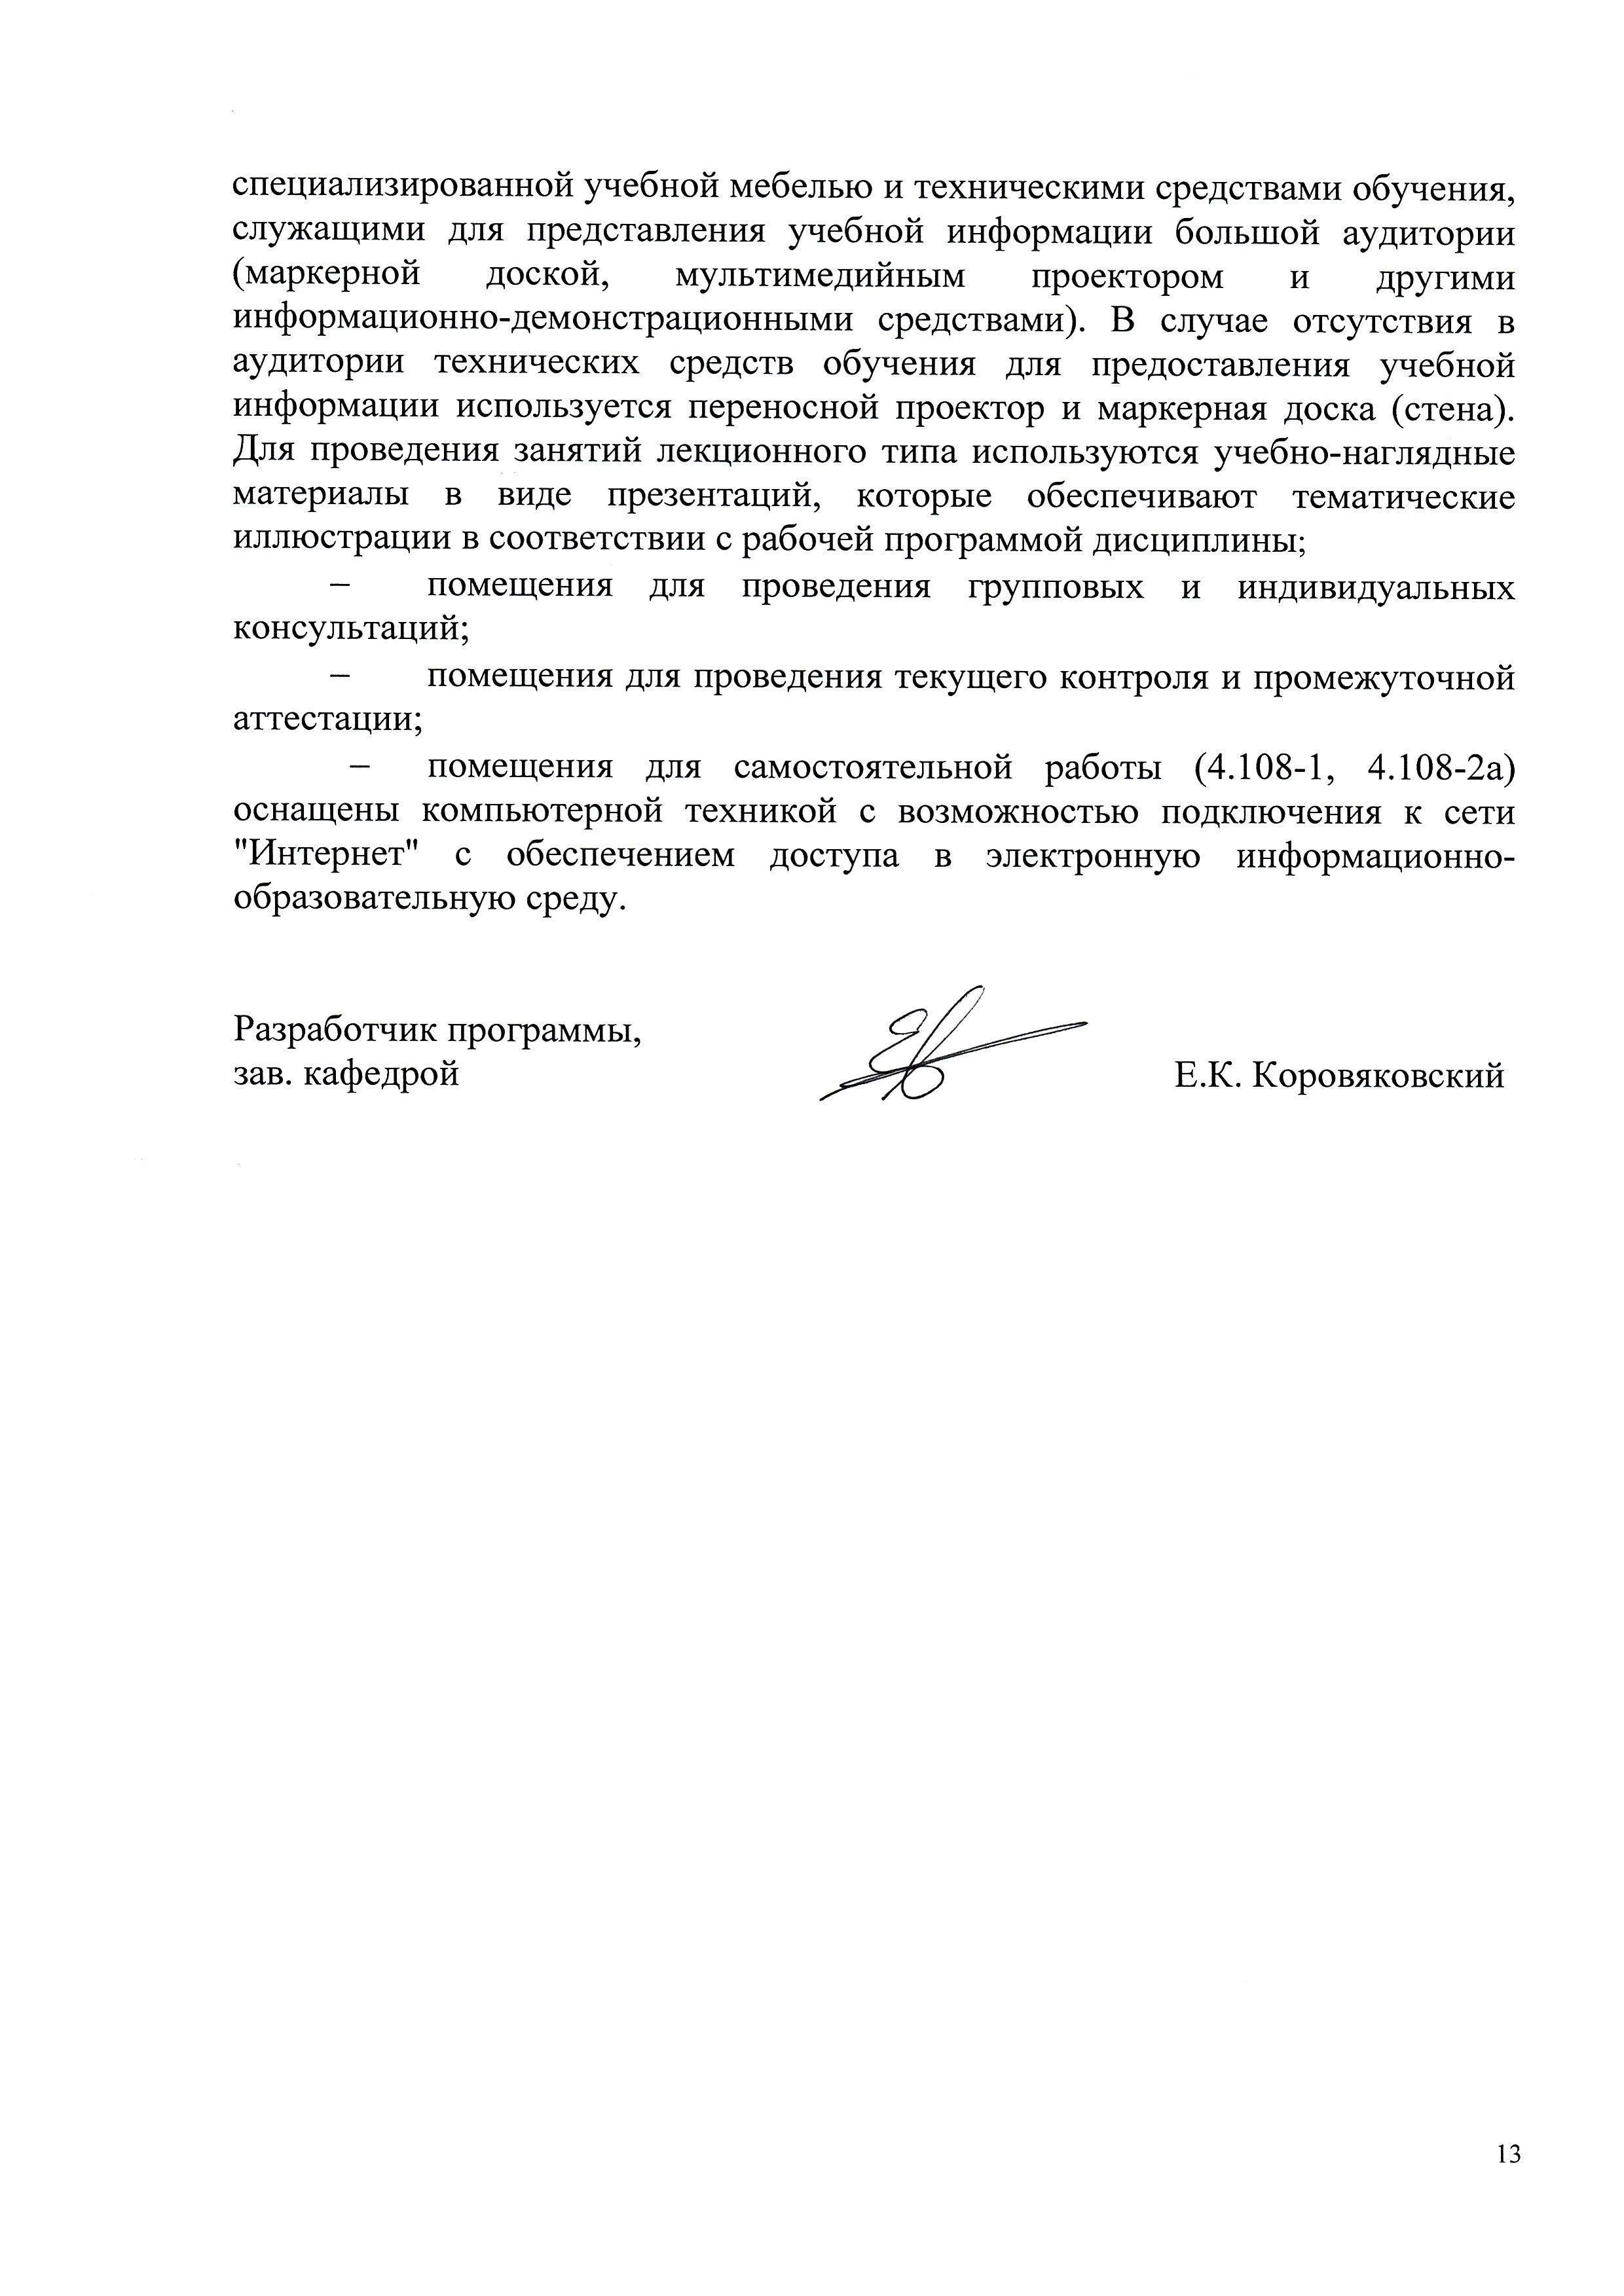 специализированной учебной мебелью и техническими средствами обучения,
служащими для представления учебной информации большой аудитории
(маркерной доской, мультимедийным проектором и другими
информационно-демонстрационными средствами). В случае отсутствия в
аудитории технических средств обучения для предоставления учебной
информации используется переносной проектор и маркерная доска (стена).
Для проведения занятий лекционного типа используются учебно-наглядные
материалы в виде презентаций, которые обеспечивают тематические
иллюстрации в соответствии с рабочей программой дисциплины;
– помещения для проведения групповых и индивидуальных
консультаций;
– помещения для проведения текущего контроля и промежуточной
аттестации;
– помещения для самостоятельной работы (4.108-1, 4.108-2а)
оснащены компьютерной техникой с возможностью подключения к сети
"Интернет" с обеспечением доступа в электронную информационно-
образовательную среду.
Разработчик программы,
зав. кафедрой Е.К. Коровяковский
13